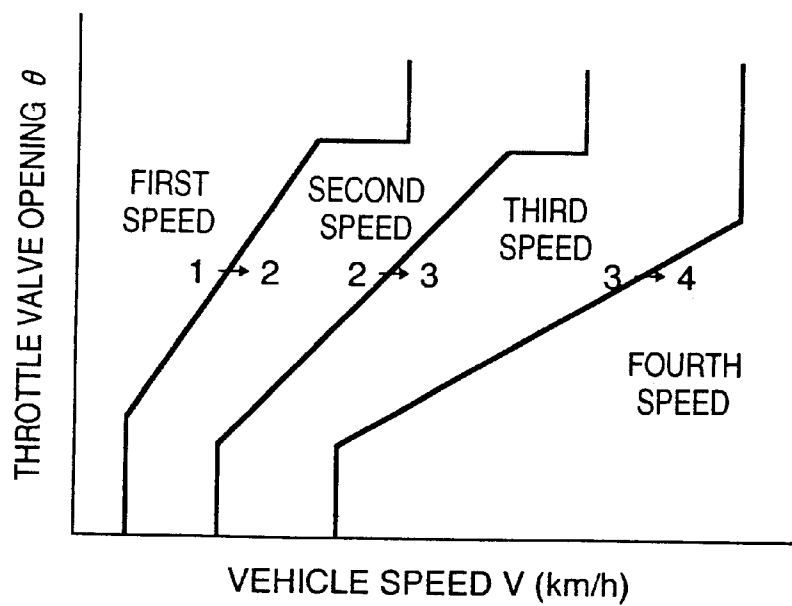 THROTTLE VALVE OPENING θ
FIRST
SPEED
SECOND
SPEED
THIRD
SPEED
1 → 2
2 → 3
3 → 4
FOURTH
SPEED
VEHICLE SPEED V (km/h)